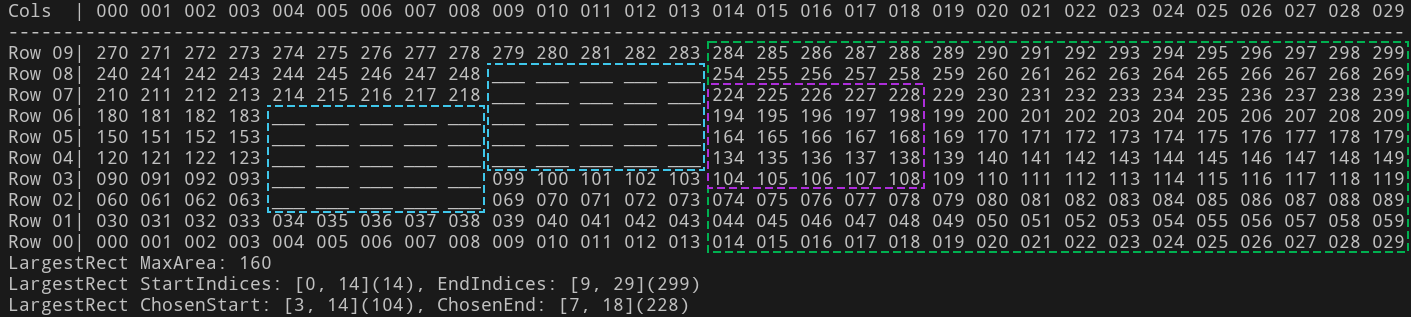 Cols  | 000 001 002 003 004 005 006 007 008 009 010 011 012 013 014 015 016 017 018 019 020 021 022 023 024 025 026 027 028 029
------------------------------------------------------------------------------------------------------------------------------
Row 09| 270 271 272 273 274 275 276 277 278 279 280 281 282 283 284 285 286 287 288 289 290 291 292 293 294 295 296 297 298 299
Row 08| 240 241 242 243 244 245 246 247 248 ___ ___ ___ ___ ___ 254 255 256 257 258 259 260 261 262 263 264 265 266 267 268 269
Row 07| 210 211 212 213 214 215 216 217 218 ___ ___ ___ ___ ___ 224 225 226 227 228 229 230 231 232 233 234 235 236 237 238 239
Row 06| 180 181 182 183 ___ ___ ___ ___ ___ ___ ___ ___ ___ ___ 194 195 196 197 198 199 200 201 202 203 204 205 206 207 208 209
Row 05| 150 151 152 153 ___ ___ ___ ___ ___ ___ ___ ___ ___ ___ 164 165 166 167 168 169 170 171 172 173 174 175 176 177 178 179
Row 04| 120 121 122 123 ___ ___ ___ ___ ___ ___ ___ ___ ___ ___ 134 135 136 137 138 139 140 141 142 143 144 145 146 147 148 149
Row 03| 090 091 092 093 ___ ___ ___ ___ ___ 099 100 101 102 103 104 105 106 107 108 109 110 111 112 113 114 115 116 117 118 119
Row 02| 060 061 062 063 ___ ___ ___ ___ ___ 069 070 071 072 073 074 075 076 077 078 079 080 081 082 083 084 085 086 087 088 089
Row 01| 030 031 032 033 034 035 036 037 038 039 040 041 042 043 044 045 046 047 048 049 050 051 052 053 054 055 056 057 058 059
Row 00| 000 001 002 003 004 005 006 007 008 009 010 011 012 013 014 015 016 017 018 019 020 021 022 023 024 025 026 027 028 029
LargestRect MaxArea: 160
LargestRect StartIndices: [0, 14](14), EndIndices: [9, 29](299)
LargestRect ChosenStart: [3, 14](104), ChosenEnd: [7, 18](228)